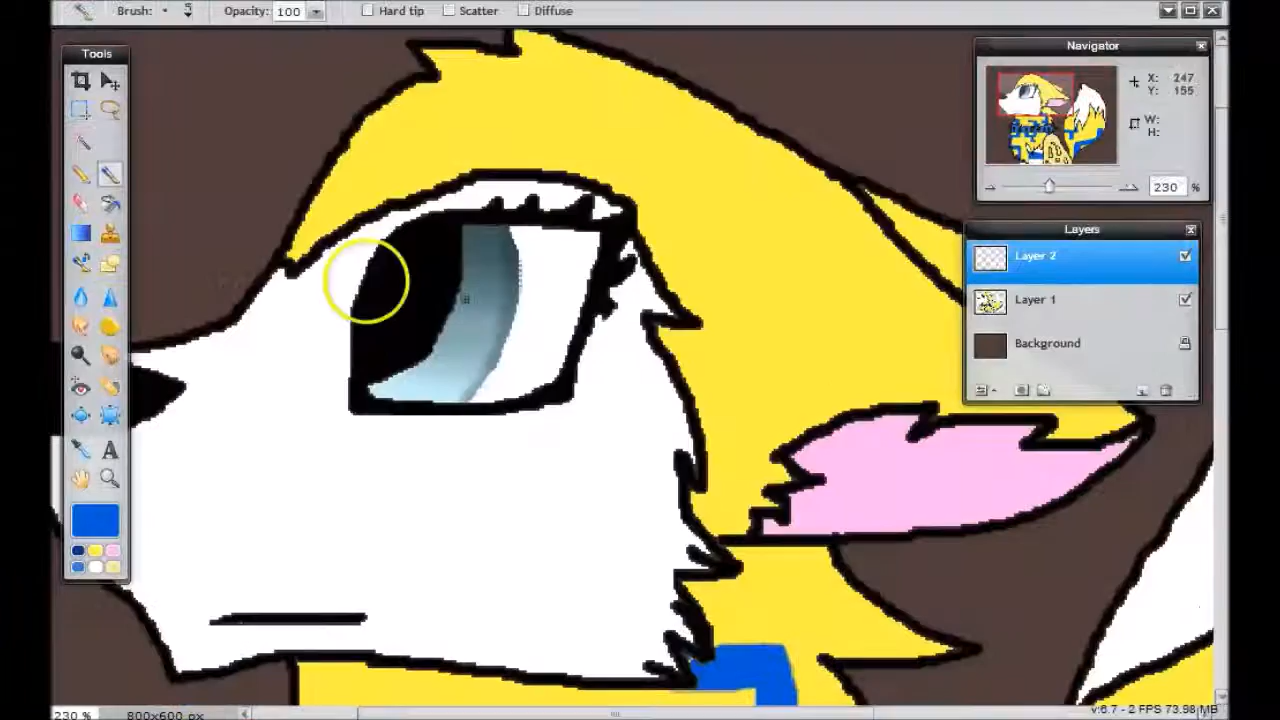 Brush: Opacity: 100 Hard tip Scatter Diffuse
Tools
Navigator
X: 247
Y: 155
W:
H:
230 %
Layers
Layer 2
Layer 1
Background
A
230 % 800x600 px
v:6.7 - 2 FPS 73.98 MB